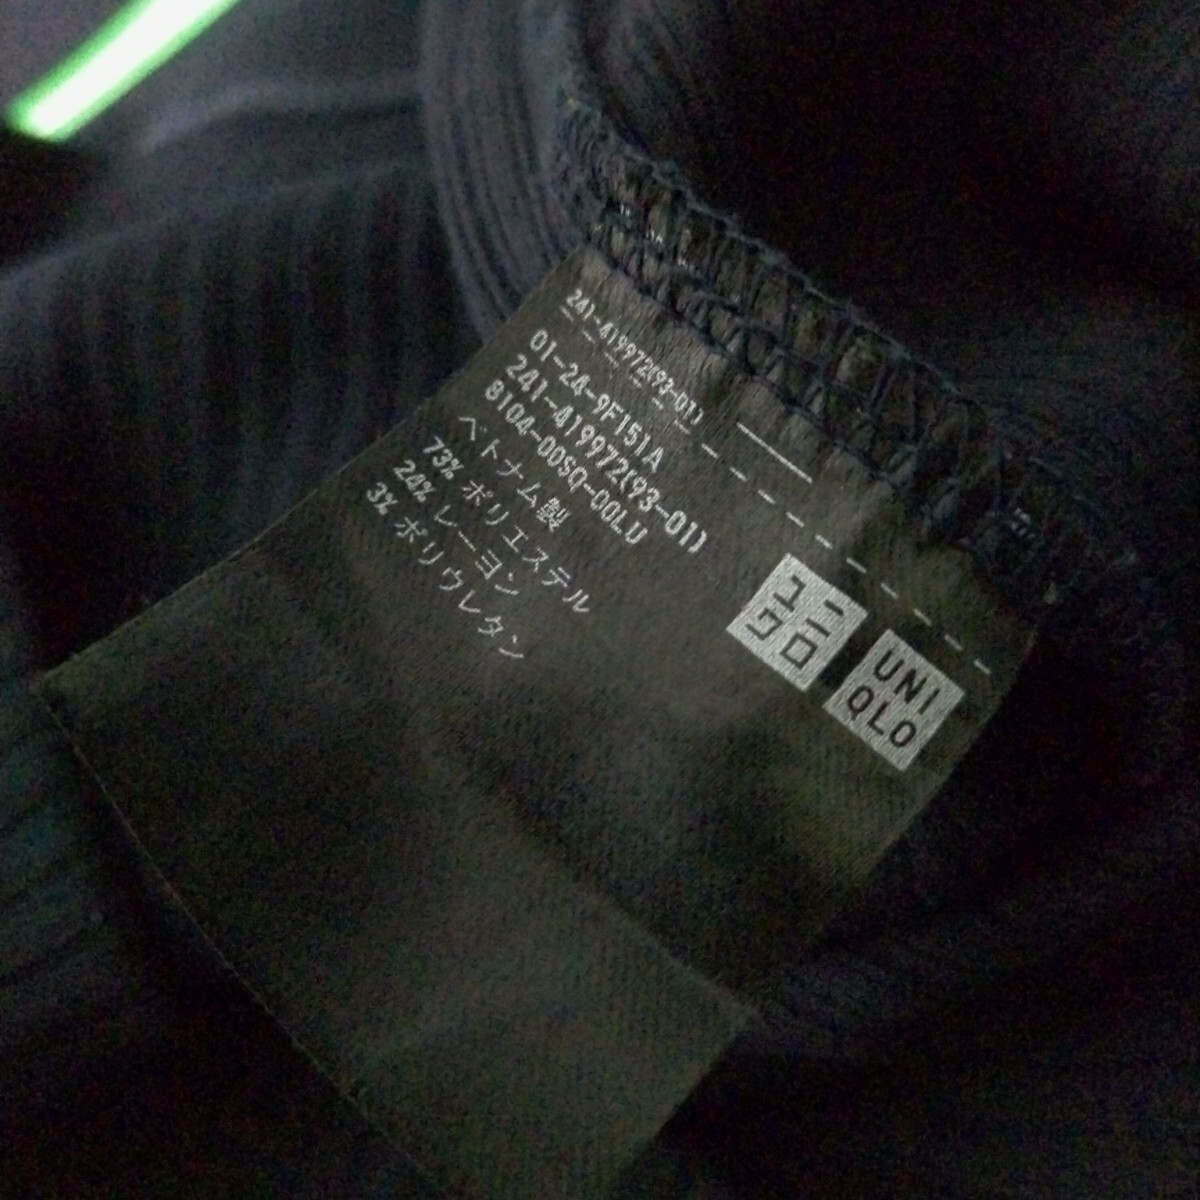 241-419972(93-01)
01-24-9F151A
241-419972(93-01)
8104-00SQ-00LU
ベトナム製
73% ポリエステル
24% レーヨン
3% ポリウレタン
ユニ
クロ
UNI
QLO